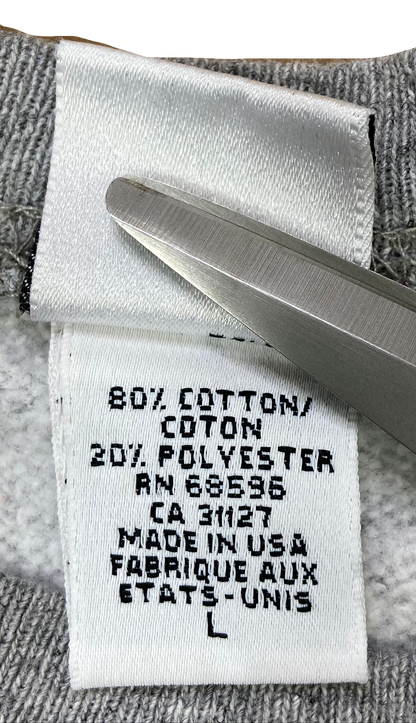 80% COTTON/
COTON
20% POLYESTER
RN 68596
CA 31127
MADE IN USA
FABRIQUE AUX
ETATS-UNIS
L